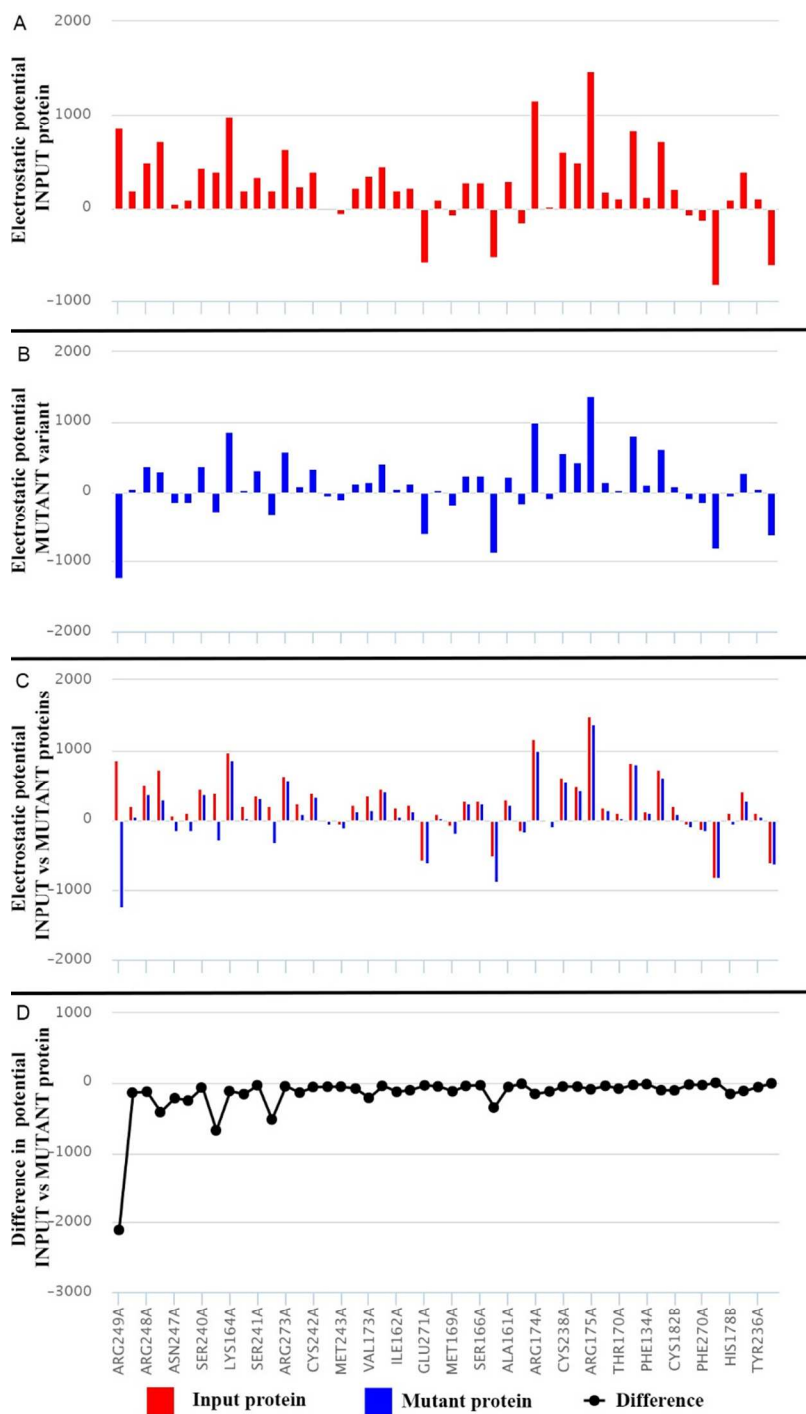 A
2000
1000
0
−1000
Electrostatic potential
INPUT protein
B
2000
1000
0
−1000
−2000
Electrostatic potential
MUTANT variant
C
2000
1000
0
−1000
−2000
Electrostatic potential
INPUT vs MUTANT proteins
D
1000
0
−1000
−2000
−3000
Difference in potential
INPUT vs MUTANT protein
ARG249A
ARG248A
ASN247A
SER240A
LYS164A
SER241A
ARG273A
CYS242A
MET243A
VAL173A
ILE162A
GLU271A
MET169A
SER166A
ALA161A
ARG174A
CYS238A
ARG175A
THR170A
PHE134A
CYS182B
PHE270A
HIS178B
TYR236A
Input protein Mutant protein Difference